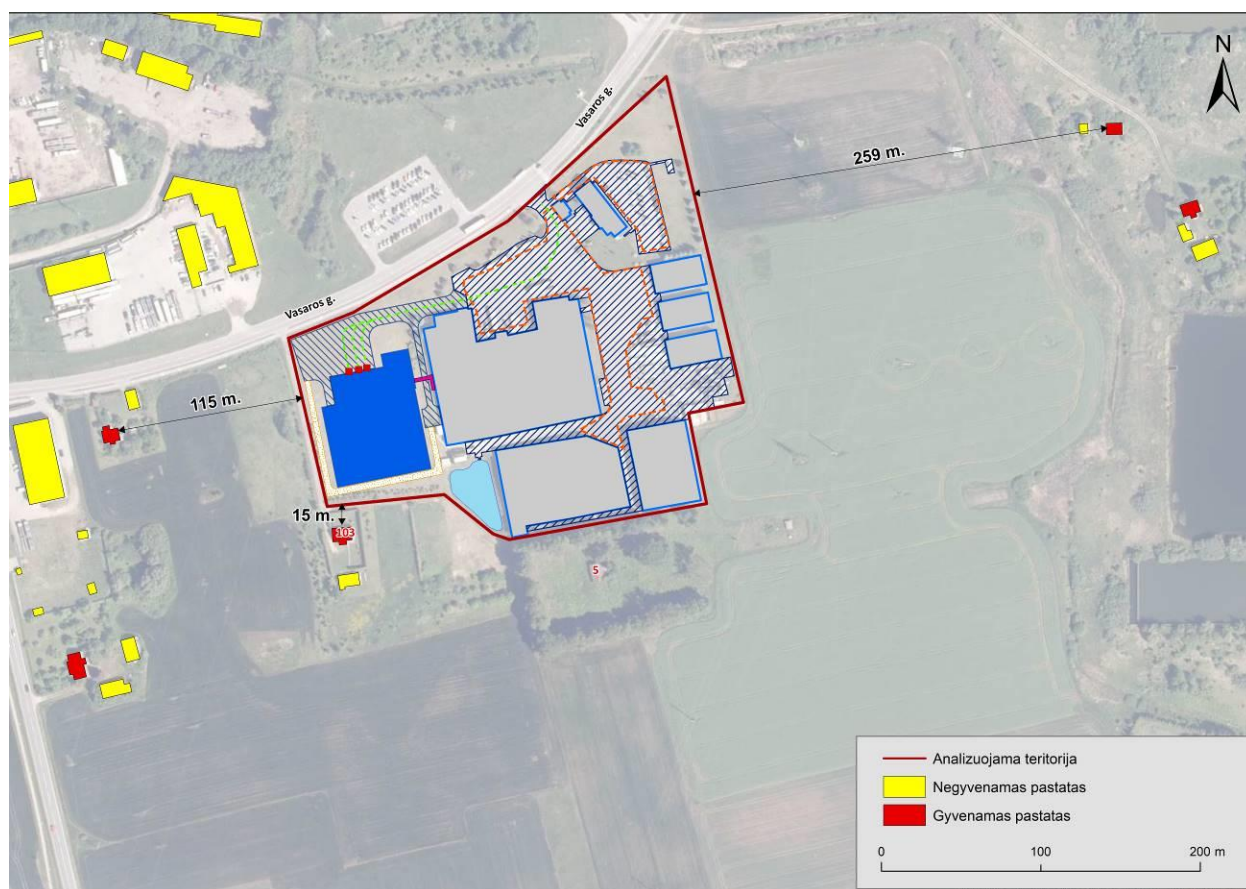 N
Vasaros g.
259 m.
Vasaros g.
115 m.
15 m.
103
5
Analizuojama teritorija
Negyvenamas pastatas
Gyvenamas pastatas
0 100 200 m